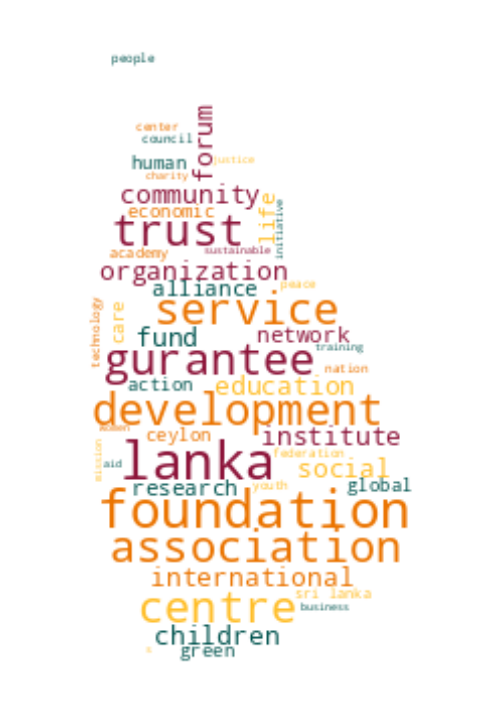 people
forum
center
council
human
justice
charity
community
life
initiative
economic
trust
sustainable
academy
organization
alliance
peace
service
technology
care
fund
network
training
gurantee
nation
action
education
development
women
ceylon
institute
mission
lanka
federation
aid
social
research
youth
global
foundation
association
international
sri lanka
centre
business
children
green
s